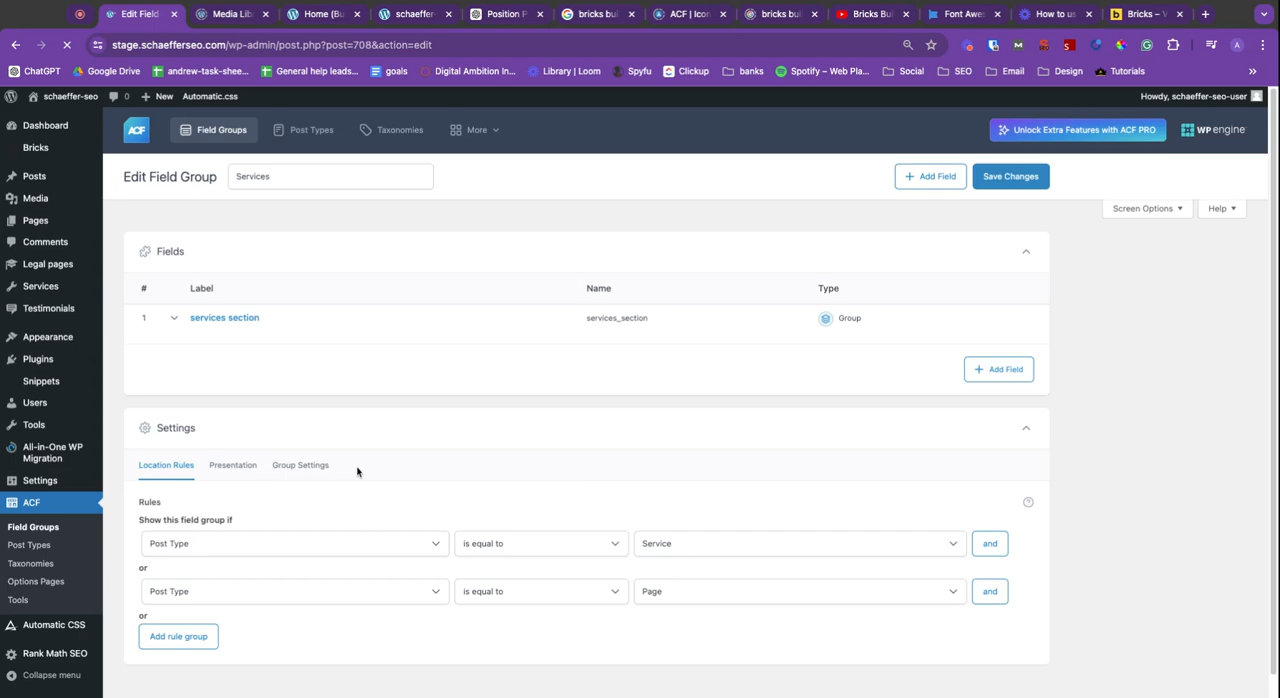 Edit Field
Media Lib
Home (Bu
schaeffer-
Position P
bricks bui
ACF | Icon
bricks bui
Bricks Bui
Font Awes
How to us
Bricks – V
stage.schaefferseo.com/wp-admin/post.php?post=708&action=edit
ChatGPT
Google Drive
andrew-task-shee...
General help leads...
goals
Digital Ambition In...
Library | Loom
Spyfu
Clickup
banks
Spotify – Web Pla...
Social
SEO
Email
Design
Tutorials
schaeffer-seo
0
New
Automatic.css
Howdy, schaeffer-seo-user
Dashboard
Bricks
Posts
Media
Pages
Comments
Legal pages
Services
Testimonials
Appearance
Plugins
Snippets
Users
Tools
All-in-One WP
Migration
Settings
ACF
Field Groups
Post Types
Taxonomies
Options Pages
Tools
Automatic CSS
Rank Math SEO
Collapse menu
ACF
Field Groups
Post Types
Taxonomies
More
Unlock Extra Features with ACF PRO
WP engine
Edit Field Group
Services
Add Field
Save Changes
Screen Options
Help
Fields
# Label Name Type
1 services section services_section Group
Add Field
Settings
Location Rules Presentation Group Settings
Rules
Show this field group if
Post Type is equal to Service and
or
Post Type is equal to Page and
or
Add rule group